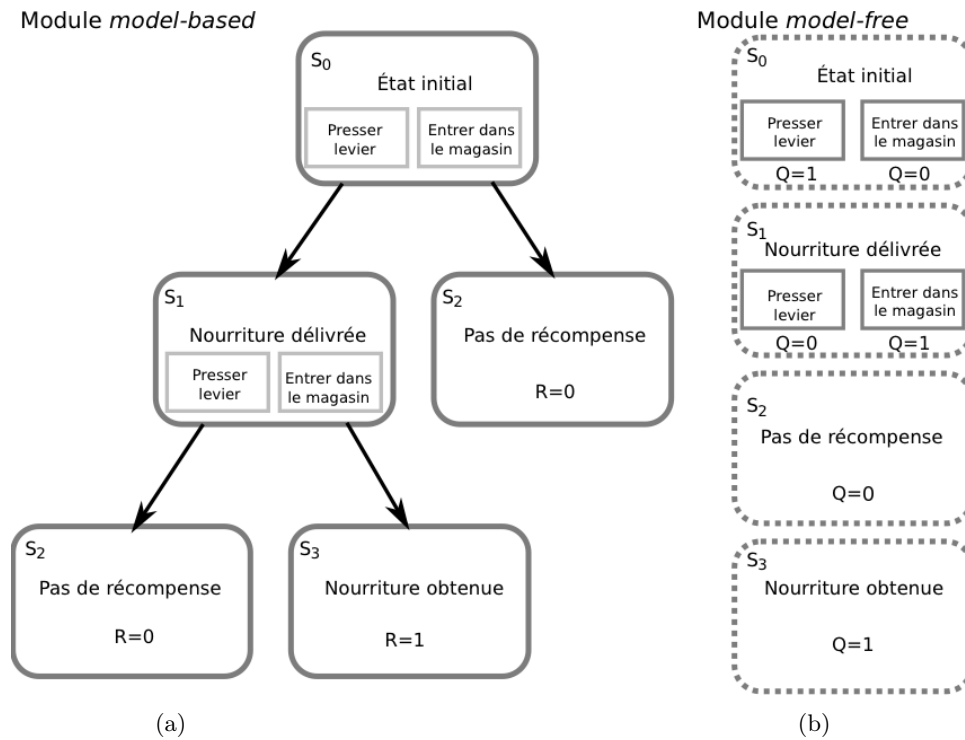 Module model-based
S0
État initial
Presser
levier
Entrer dans
le magasin
S1
Nourriture délivrée
Presser
levier
Entrer dans
le magasin
S2
Pas de récompense
R=0
S2
Pas de récompense
R=0
S3
Nourriture obtenue
R=1
(a)
Module model-free
S0
État initial
Presser
levier
Entrer dans
le magasin
Q=1
Q=0
S1
Nourriture délivrée
Presser
levier
Entrer dans
le magasin
Q=0
Q=1
S2
Pas de récompense
Q=0
S3
Nourriture obtenue
Q=1
(b)